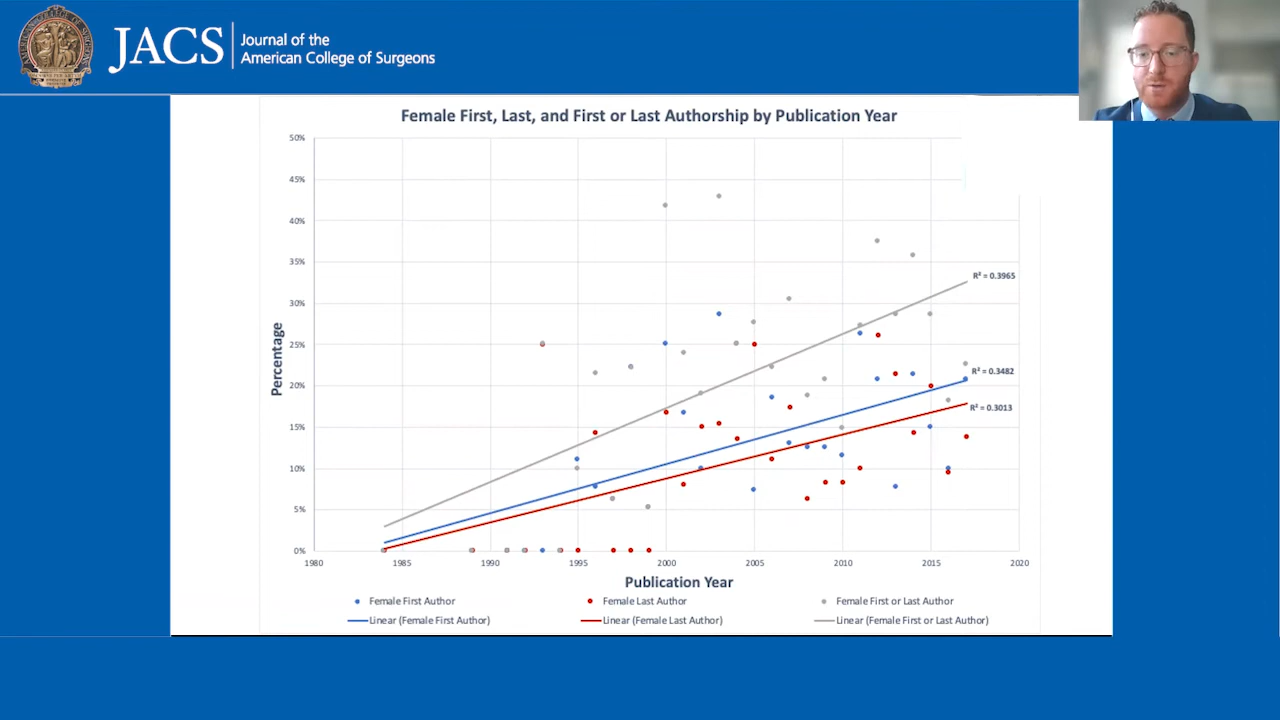 JACS
Journal of the
American College of Surgeons
Female First, Last, and First or Last Authorship by Publication Year
50%
45%
40%
35%
30%
25%
20%
15%
10%
5%
0%
Percentage
R² = 0.3965
R² = 0.3482
R² = 0.3013
1980 1985 1990 1995 2000 2005 2010 2015 2020
Publication Year
Female First Author Female Last Author Female First or Last Author
Linear (Female First Author) Linear (Female Last Author) Linear (Female First or Last Author)